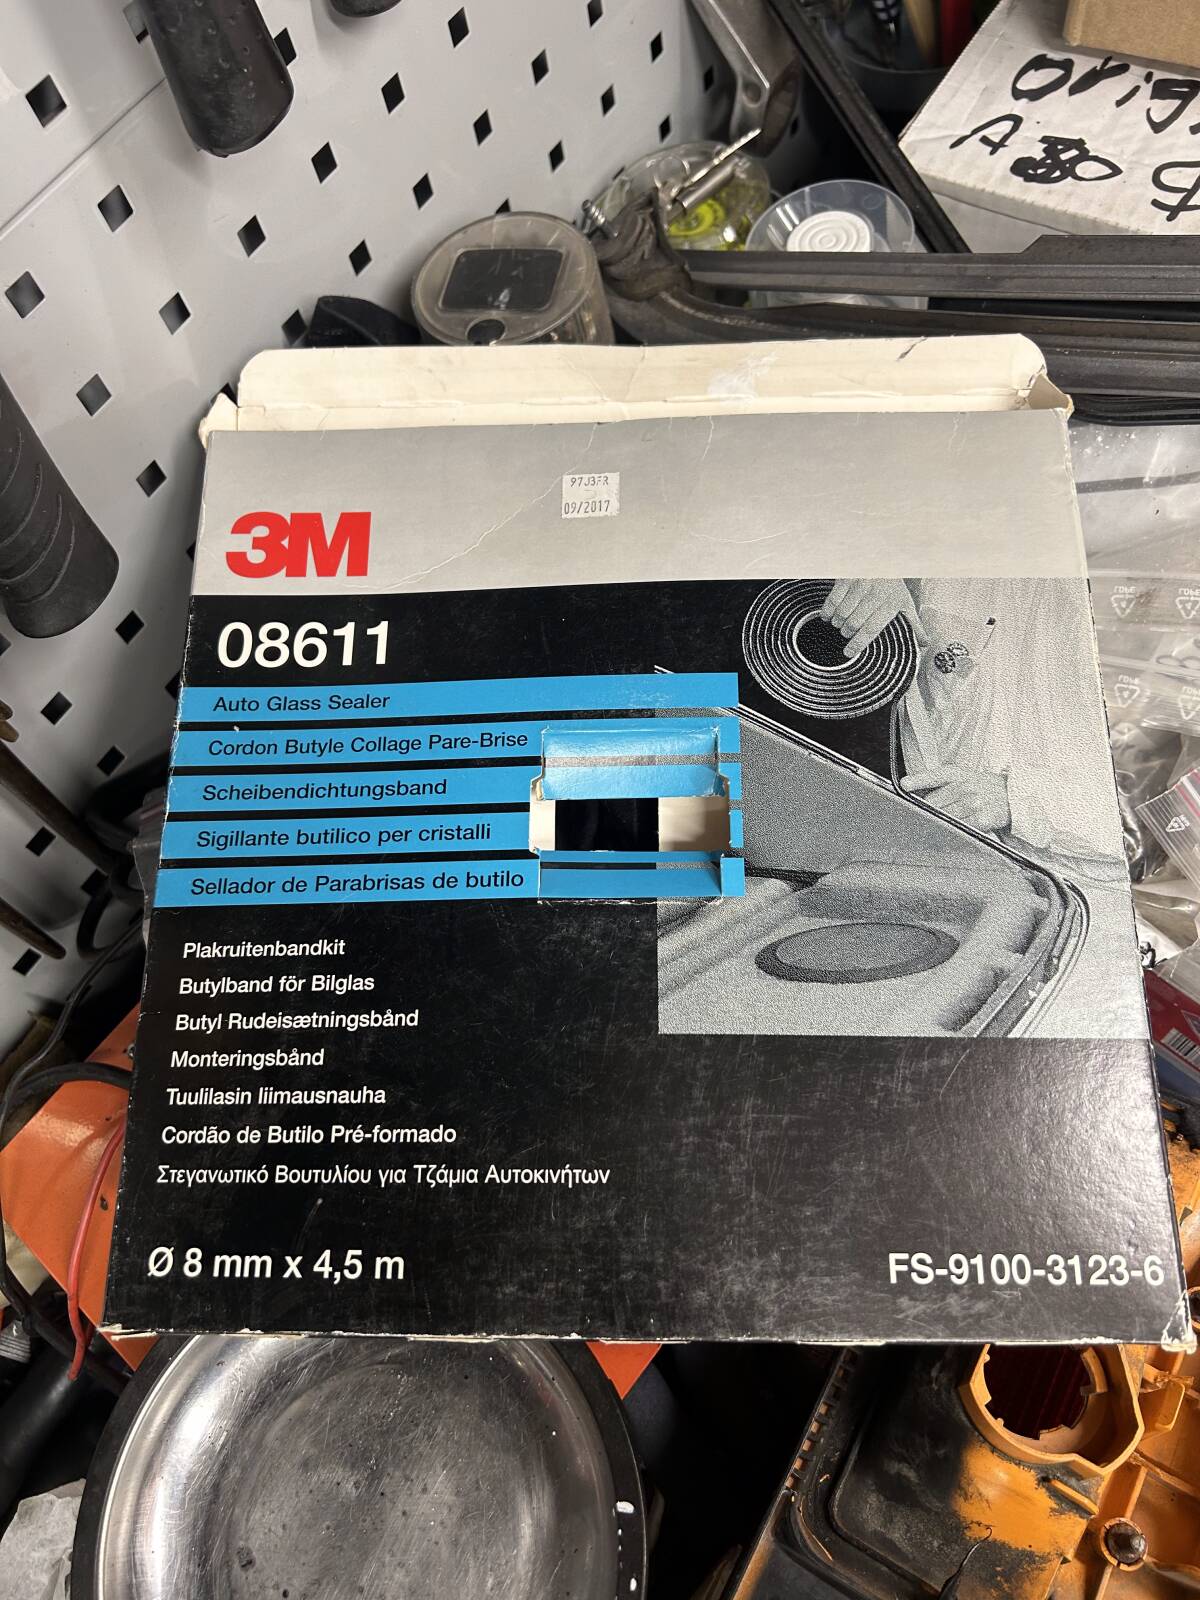 Orig
A 80
97J3FR
09/2017
3M
08611
Auto Glass Sealer
Cordon Butyle Collage Pare-Brise
Scheibendichtungsband
Sigillante butilico per cristalli
Sellador de Parabrisas de butilo
Plakruitenbandkit
Butylband för Bilglas
Butyl Rudeisætningsbånd
Monteringsbånd
Tuulilasin liimausnauha
Cordão de Butilo Pré-formado
Στεγανωτικό Βουτυλίου για Τζάμια Αυτοκινήτων
Ø 8 mm x 4,5 m
FS-9100-3123-6